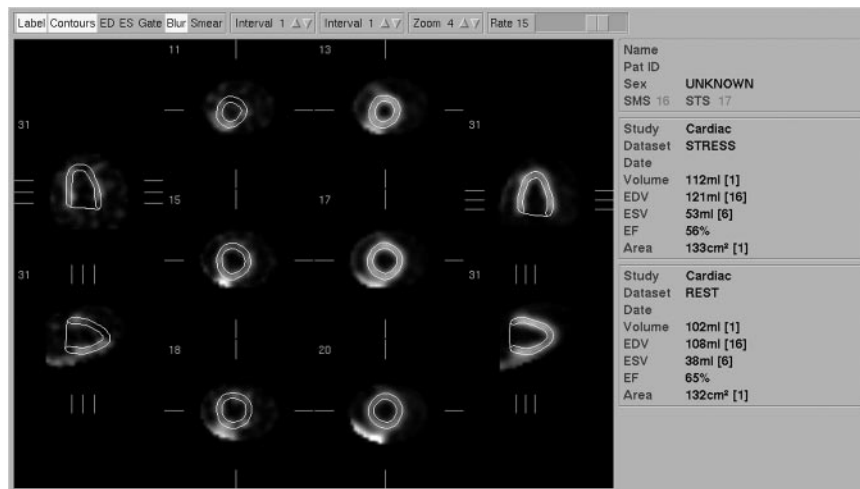 Label Contours ED ES Gate Blur Smear Interval 1 Interval 1 Zoom 4 Rate 15
11 13
31 31
15 17
31 31
18 20
Name
Pat ID
Sex UNKNOWN
SMS 16 STS 17
Study Cardiac
Dataset STRESS
Date
Volume 112ml [1]
EDV 121ml [16]
ESV 53ml [6]
EF 56%
Area 133cm² [1]
Study Cardiac
Dataset REST
Date
Volume 102ml [1]
EDV 108ml [16]
ESV 38ml [6]
EF 65%
Area 132cm² [1]